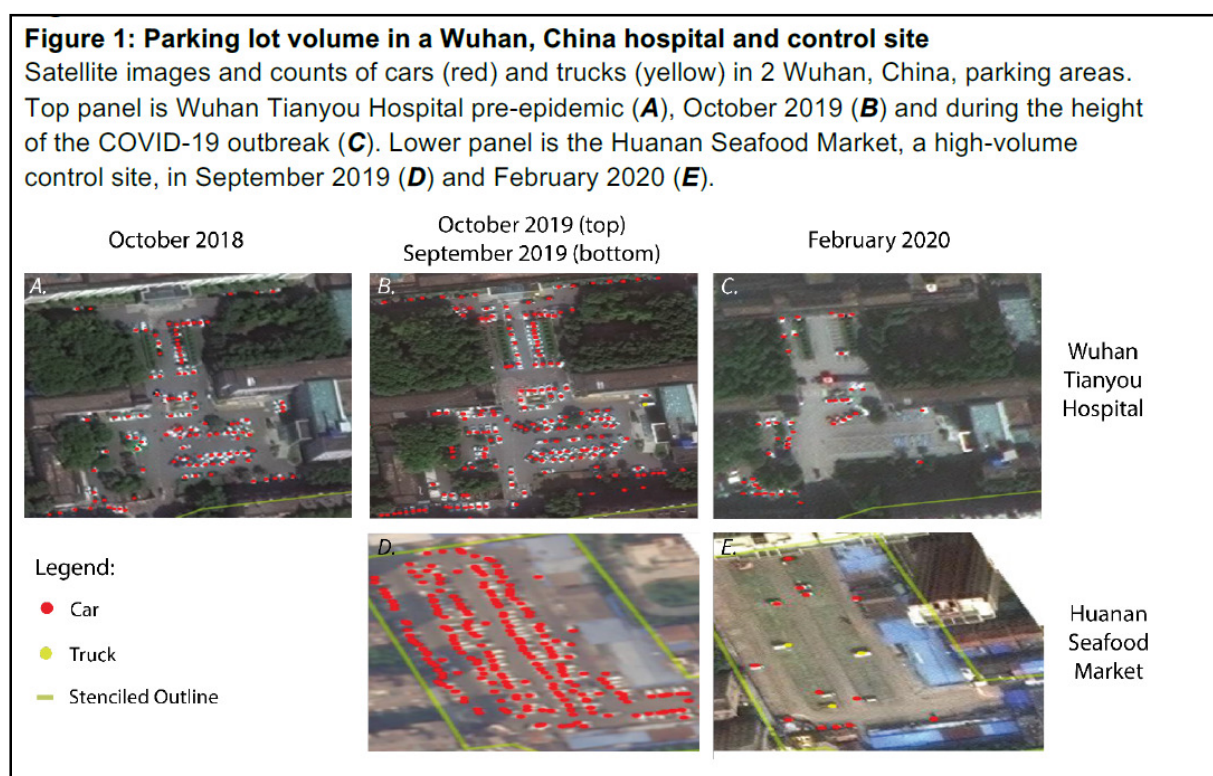 Figure 1: Parking lot volume in a Wuhan, China hospital and control site
Satellite images and counts of cars (red) and trucks (yellow) in 2 Wuhan, China, parking areas.
Top panel is Wuhan Tianyou Hospital pre-epidemic (A), October 2019 (B) and during the height
of the COVID-19 outbreak (C). Lower panel is the Huanan Seafood Market, a high-volume
control site, in September 2019 (D) and February 2020 (E).
October 2018
October 2019 (top)
September 2019 (bottom)
February 2020
A.
B.
C.
Wuhan
Tianyou
Hospital
D.
E.
Legend:
Car
Truck
Stenciled Outline
Huanan
Seafood
Market